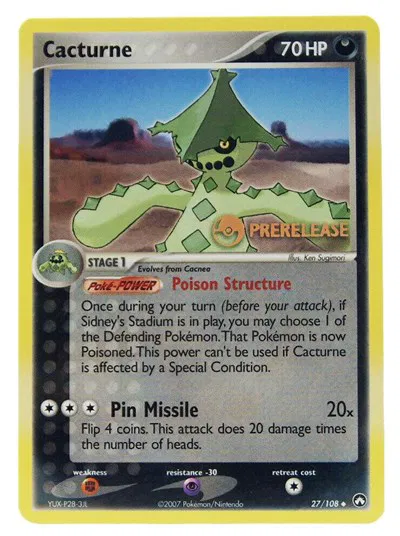 Cacturne 70 HP
PRERELEASE
Illus. Ken Sugimori
STAGE 1
Evolves from Cacnea
Poké-POWER Poison Structure
Once during your turn (before your attack), if
Sidney's Stadium is in play, you may choose 1 of
the Defending Pokémon. That Pokémon is now
Poisoned. This power can't be used if Cacturne
is affected by a Special Condition.
Pin Missile 20x
Flip 4 coins. This attack does 20 damage times
the number of heads.
weakness resistance -30 retreat cost
YUX-P28-3JL ©2007 Pokémon/Nintendo 27/108